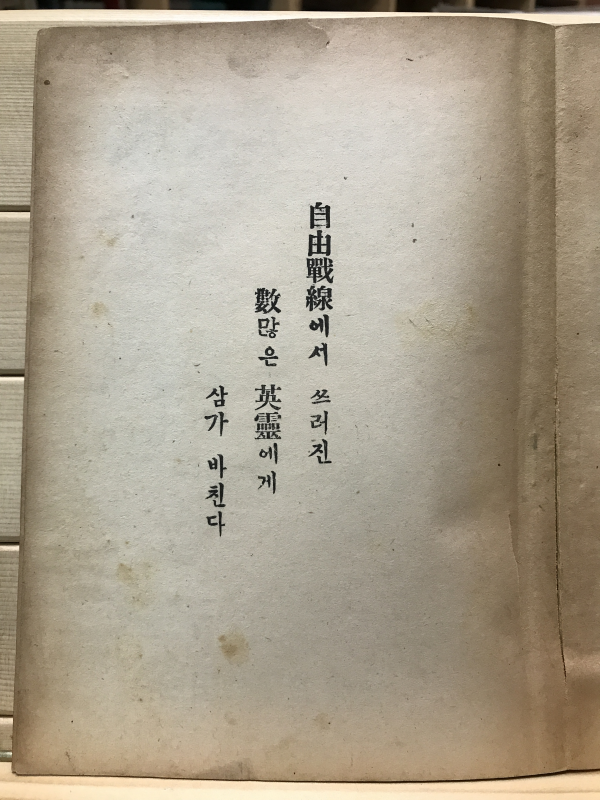 自由戰線에서 쓰러진
數많은 英靈에게
삼가 바친다